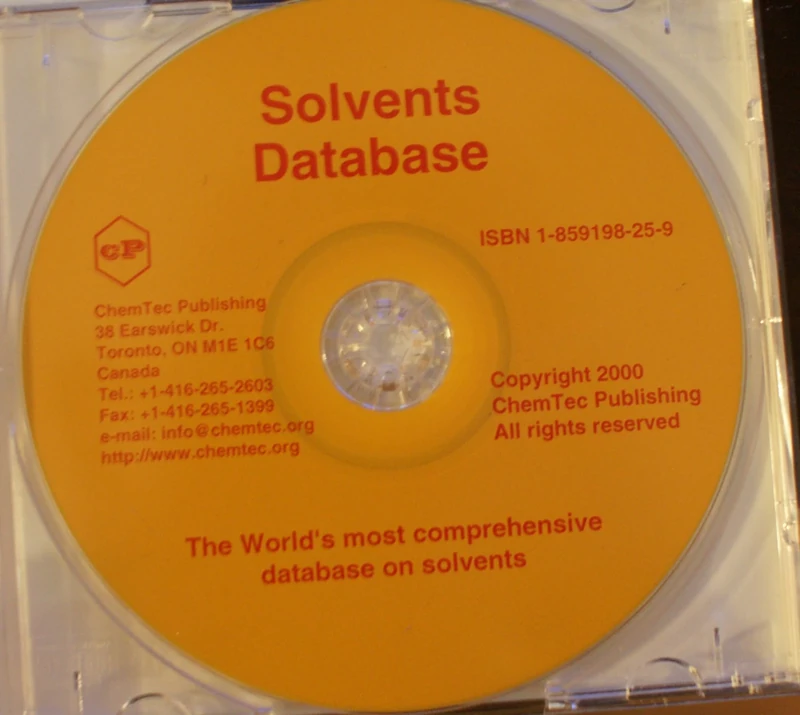 Solvents
Database
CP
ISBN 1-859198-25-9
ChemTec Publishing
38 Earswick Dr.
Toronto, ON M1E 1C6
Canada
Tel.: +1-416-265-2603
Fax: +1-416-265-1399
e-mail: info@chemtec.org
http://www.chemtec.org
Copyright 2000
ChemTec Publishing
All rights reserved
The World's most comprehensive
database on solvents